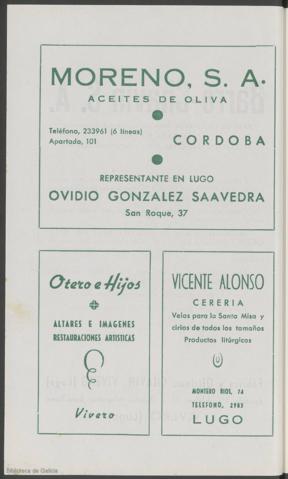 MORENO, S. A.
ACEITES DE OLIVA
Teléfono, 233961 (6 líneas)
Apartado, 101
CORDOBA
REPRESENTANTE EN LUGO
OVIDIO GONZALEZ SAAVEDRA
San Roque, 37
Otero e Hijos
ALTARES E IMAGENES
RESTAURACIONES ARTISTICAS
Vivero
VICENTE ALONSO
CERERIA
Velas para la Santa Misa y
cirios de todos los tamaños
Productos litúrgicos
MONTERO RIOS, 74
TELEFONO, 2983
LUGO
Biblioteca de Galicia